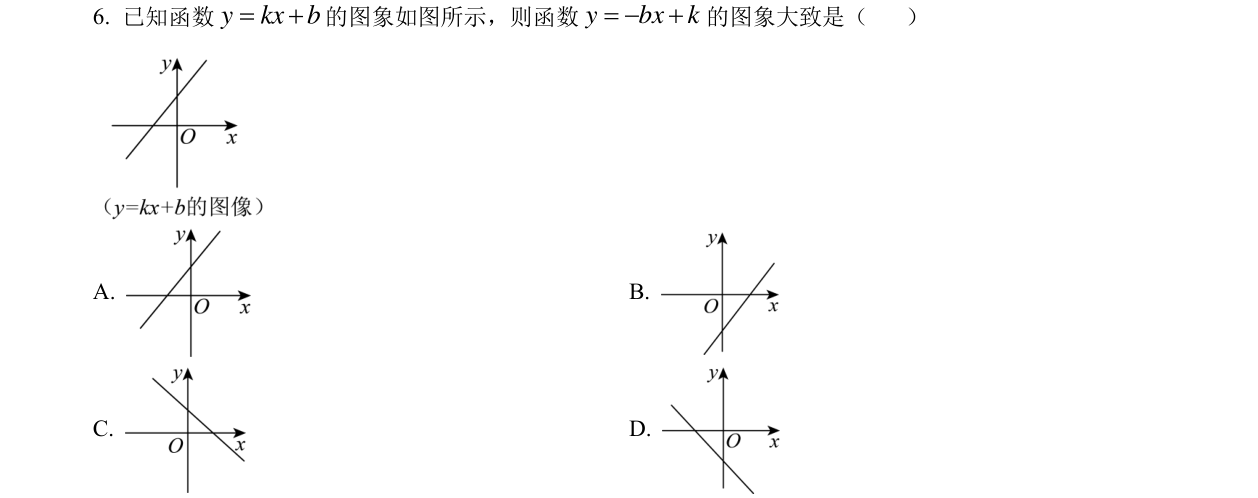 6. 已知函数 y = kx + b 的图象如图所示，则函数 y = −bx + k 的图象大致是（　　）
y
O
x
（y=kx+b的图像）
A.
y
O
x
B.
y
O
x
C.
y
O
x
D.
y
O
x